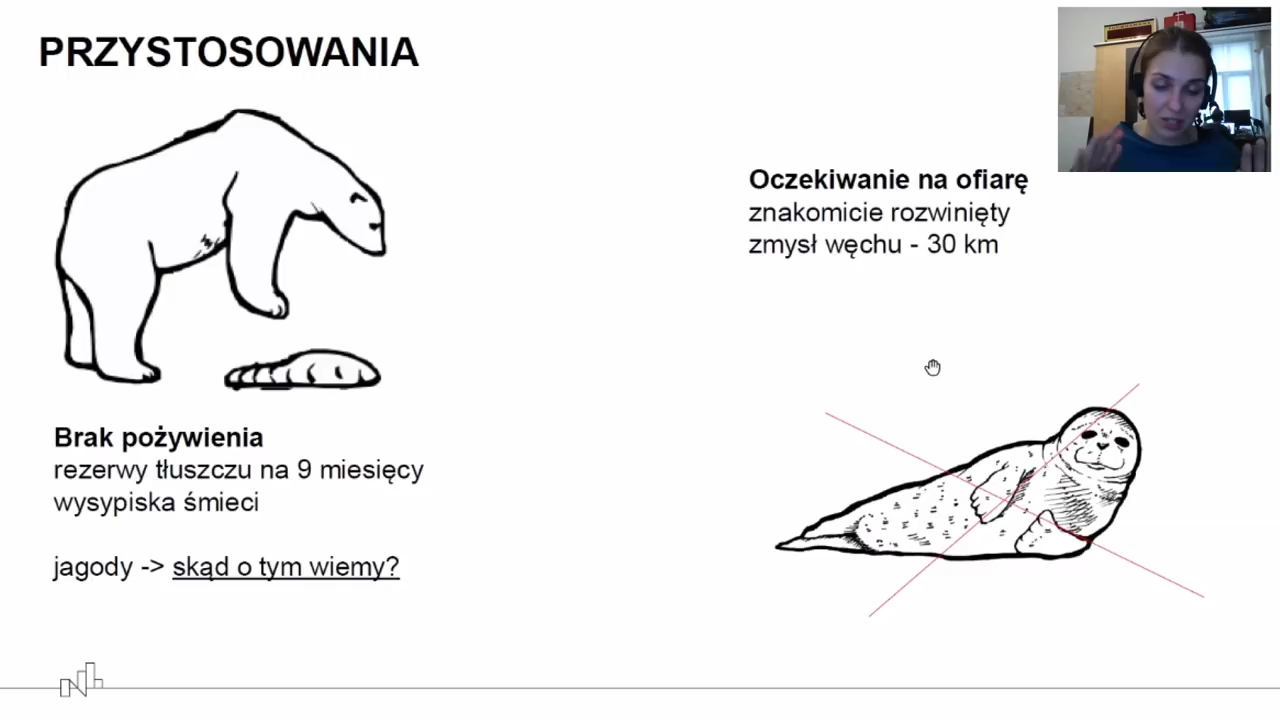 PRZYSTOSOWANIA
Oczekiwanie na ofiarę
znakomicie rozwinięty
zmysł węchu - 30 km
Brak pożywienia
rezerwy tłuszczu na 9 miesięcy
wysypiska śmieci
jagody -> skąd o tym wiemy?